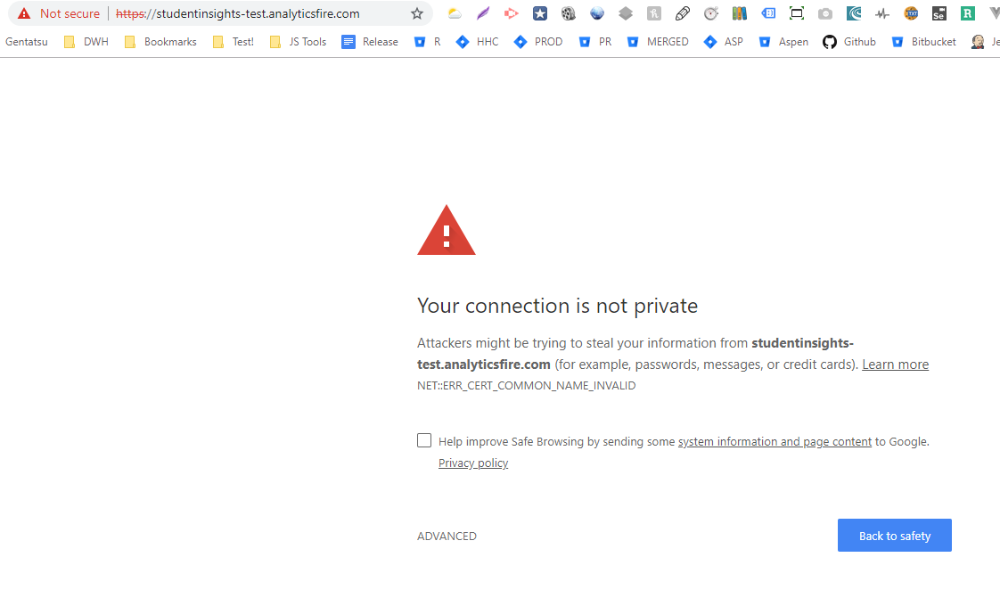 Not secure | https://studentinsights-test.analyticsfire.com
Gentatsu DWH Bookmarks Test! JS Tools Release R HHC PROD PR MERGED ASP Aspen Github Bitbucket Je
Your connection is not private
Attackers might be trying to steal your information from studentinsights-
test.analyticsfire.com (for example, passwords, messages, or credit cards). Learn more
NET::ERR_CERT_COMMON_NAME_INVALID
Help improve Safe Browsing by sending some system information and page content to Google.
Privacy policy
ADVANCED Back to safety